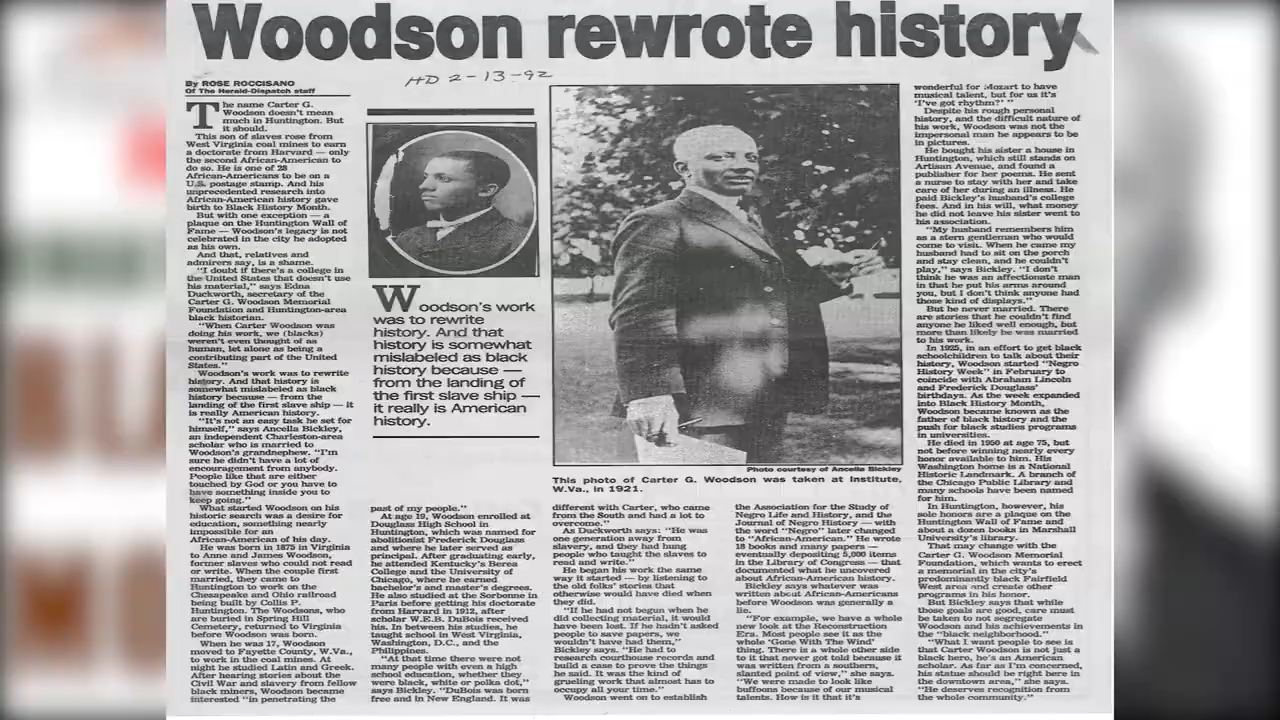 Woodson rewrote history
HD 2-13-92
By ROSE ROCCISANO
Of The Herald-Dispatch staff
The name Carter G.
Woodson doesn't mean
much in Huntington. But
it should.
This son of slaves rose from
West Virginia coal mines to earn
a doctorate from Harvard — only
the second African-American to
do so. He is one of 28
African-Americans to be on a
U.S. postage stamp. And his
unprecedented research into
African-American history gave
birth to Black History Month.
But with one exception — a
plaque on the Huntington Wall of
Fame — Woodson's legacy is not
celebrated in the city he adopted
as his own.
And that, relatives and
admirers say, is a shame.
"I doubt if there's a college in
the United States that doesn't use
his material," says Edna
Duckworth, secretary of the
Carter G. Woodson Memorial
Foundation and Huntington-area
black historian.
"When Carter Woodson was
doing his work, we (blacks)
weren't even thought of as
human, let alone as being a
contributing part of the United
States."
Woodson's work was to rewrite
history. And that history is
somewhat mislabeled as black
history because — from the
landing of the first slave ship — it
is really American history.
"It's not an easy task he set for
himself," says Ancella Bickley,
an independent Charleston-area
scholar who is married to
Woodson's grandnephew. "I'm
sure he didn't have a lot of
encouragement from anybody.
People like that are either
touched by God or you have to
have something inside you to
keep going."
What started Woodson on his
historic search was a desire for
education, something nearly
impossible for an
African-American of his day.
He was born in 1875 in Virginia
to Anne and James Woodson,
former slaves who could not read
or write. When the couple first
married, they came to
Huntington to work on the
Chesapeake and Ohio railroad
being built by Collis P.
Huntington. The Woodsons, who
are buried in Spring Hill
Cemetery, returned to Virginia
before Woodson was born.
When he was 17, Woodson
moved to Fayette County, W.Va.,
to work in the coal mines. At
night he studied Latin and Greek.
After hearing stories about the
Civil War and slavery from fellow
black miners, Woodson became
interested "in penetrating the
Woodson's work
was to rewrite
history. And that
history is somewhat
mislabeled as black
history because —
from the landing of
the first slave ship —
it really is American
history.
past of my people."
At age 19, Woodson enrolled at
Douglass High School in
Huntington, which was named for
abolitionist Frederick Douglass
and where he later served as
principal. After graduating early,
he attended Kentucky's Berea
College and the University of
Chicago, where he earned
bachelor's and master's degrees.
He also studied at the Sorbonne in
Paris before getting his doctorate
from Harvard in 1912, after
scholar W.E.B. DuBois received
his. In between his studies, he
taught school in West Virginia,
Washington, D.C., and the
Philippines.
"At that time there were not
many people with even a high
school education, whether they
were black, white or polka dot,"
says Bickley. "DuBois was born
free and in New England. It was
Photo courtesy of Ancella Bickley
This photo of Carter G. Woodson was taken at Institute,
W.Va., in 1921.
different with Carter, who came
from the South and had a lot to
overcome."
As Duckworth says: "He was
one generation away from
slavery, and they had hung
people who taught the slaves to
read and write."
He began his work the same
way it started — by listening to
the old folks' stories that
otherwise would have died when
they did.
"If he had not begun when he
did collecting material, it would
have been lost. If he hadn't asked
people to save papers, we
wouldn't have had them,"
Bickley says. "He had to
research courthouse records and
build a case to prove the things
he said. It was the kind of
grueling work that almost has to
occupy all your time."
Woodson went on to establish
the Association for the Study of
Negro Life and History, and the
Journal of Negro History — with
the word "Negro" later changed
to "African-American." He wrote
18 books and many papers —
eventually depositing 5,000 items
in the Library of Congress — that
documented what he uncovered
about African-American history.
Bickley says whatever was
written about African-Americans
before Woodson was generally a
lie.
"For example, we have a whole
new look at the Reconstruction
Era. Most people see it as the
whole 'Gone With The Wind'
thing. There is a whole other side
to it that never got told because it
was written from a southern,
slanted point of view," she says.
"We were made to look like
buffoons because of our musical
talents. How is it that it's
wonderful for Mozart to have
musical talent, but for us it's
'I've got rhythm?' "
Despite his rough personal
history, and the difficult nature of
his work, Woodson was not the
impersonal man he appears to be
in pictures.
He bought his sister a house in
Huntington, which still stands on
Artisan Avenue, and found a
publisher for her poems. He sent
a nurse to stay with her and take
care of her during an illness. He
paid Bickley's husband's college
fees. And in his will, what money
he did not leave his sister went to
his association.
"My husband remembers him
as a stern gentleman who would
come to visit. When he came my
husband had to sit on the porch
and stay clean, and he couldn't
play," says Bickley. "I don't
think he was an affectionate man
in that he put his arms around
you, but I don't think anyone had
those kind of displays."
But he never married. There
are stories that he couldn't find
anyone he liked well enough, but
more than likely he was married
to his work.
In 1925, in an effort to get black
schoolchildren to talk about their
history, Woodson started "Negro
History Week" in February to
coincide with Abraham Lincoln
and Frederick Douglass'
birthdays. As the week expanded
into Black History Month,
Woodson became known as the
father of black history and the
push for black studies programs
in universities.
He died in 1950 at age 75, but
not before winning nearly every
honor available to him. His
Washington home is a National
Historic Landmark. A branch of
the Chicago Public Library and
many schools have been named
for him.
In Huntington, however, his
sole honors are a plaque on the
Huntington Wall of Fame and
about a dozen books in Marshall
University's library.
That may change with the
Carter G. Woodson Memorial
Foundation, which wants to erect
a memorial in the city's
predominantly black Fairfield
West area and create other
programs in his honor.
But Bickley says that while
those goals are good, care must
be taken to not segregate
Woodson and his achievements in
the "black neighborhood."
"What I want people to see is
that Carter Woodson is not just a
black hero, he's an American
scholar. As far as I'm concerned,
his statue should be right here in
the downtown area," she says.
"He deserves recognition from
the whole community."